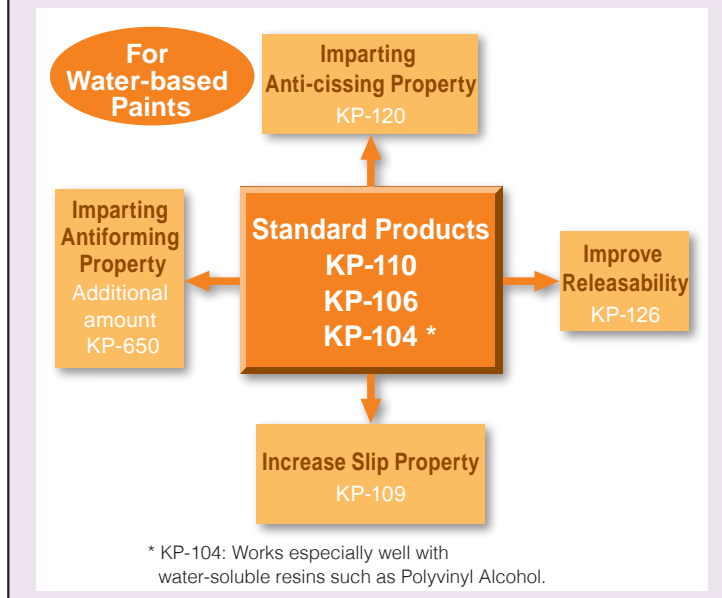 For
Water-based
Paints
Imparting
Anti-cissing Property
KP-120
Imparting
Antiforming
Property
Additional
amount
KP-650
Standard Products
KP-110
KP-106
KP-104 *
Improve
Releasability
KP-126
Increase Slip Property
KP-109
* KP-104: Works especially well with
water-soluble resins such as Polyvinyl Alcohol.